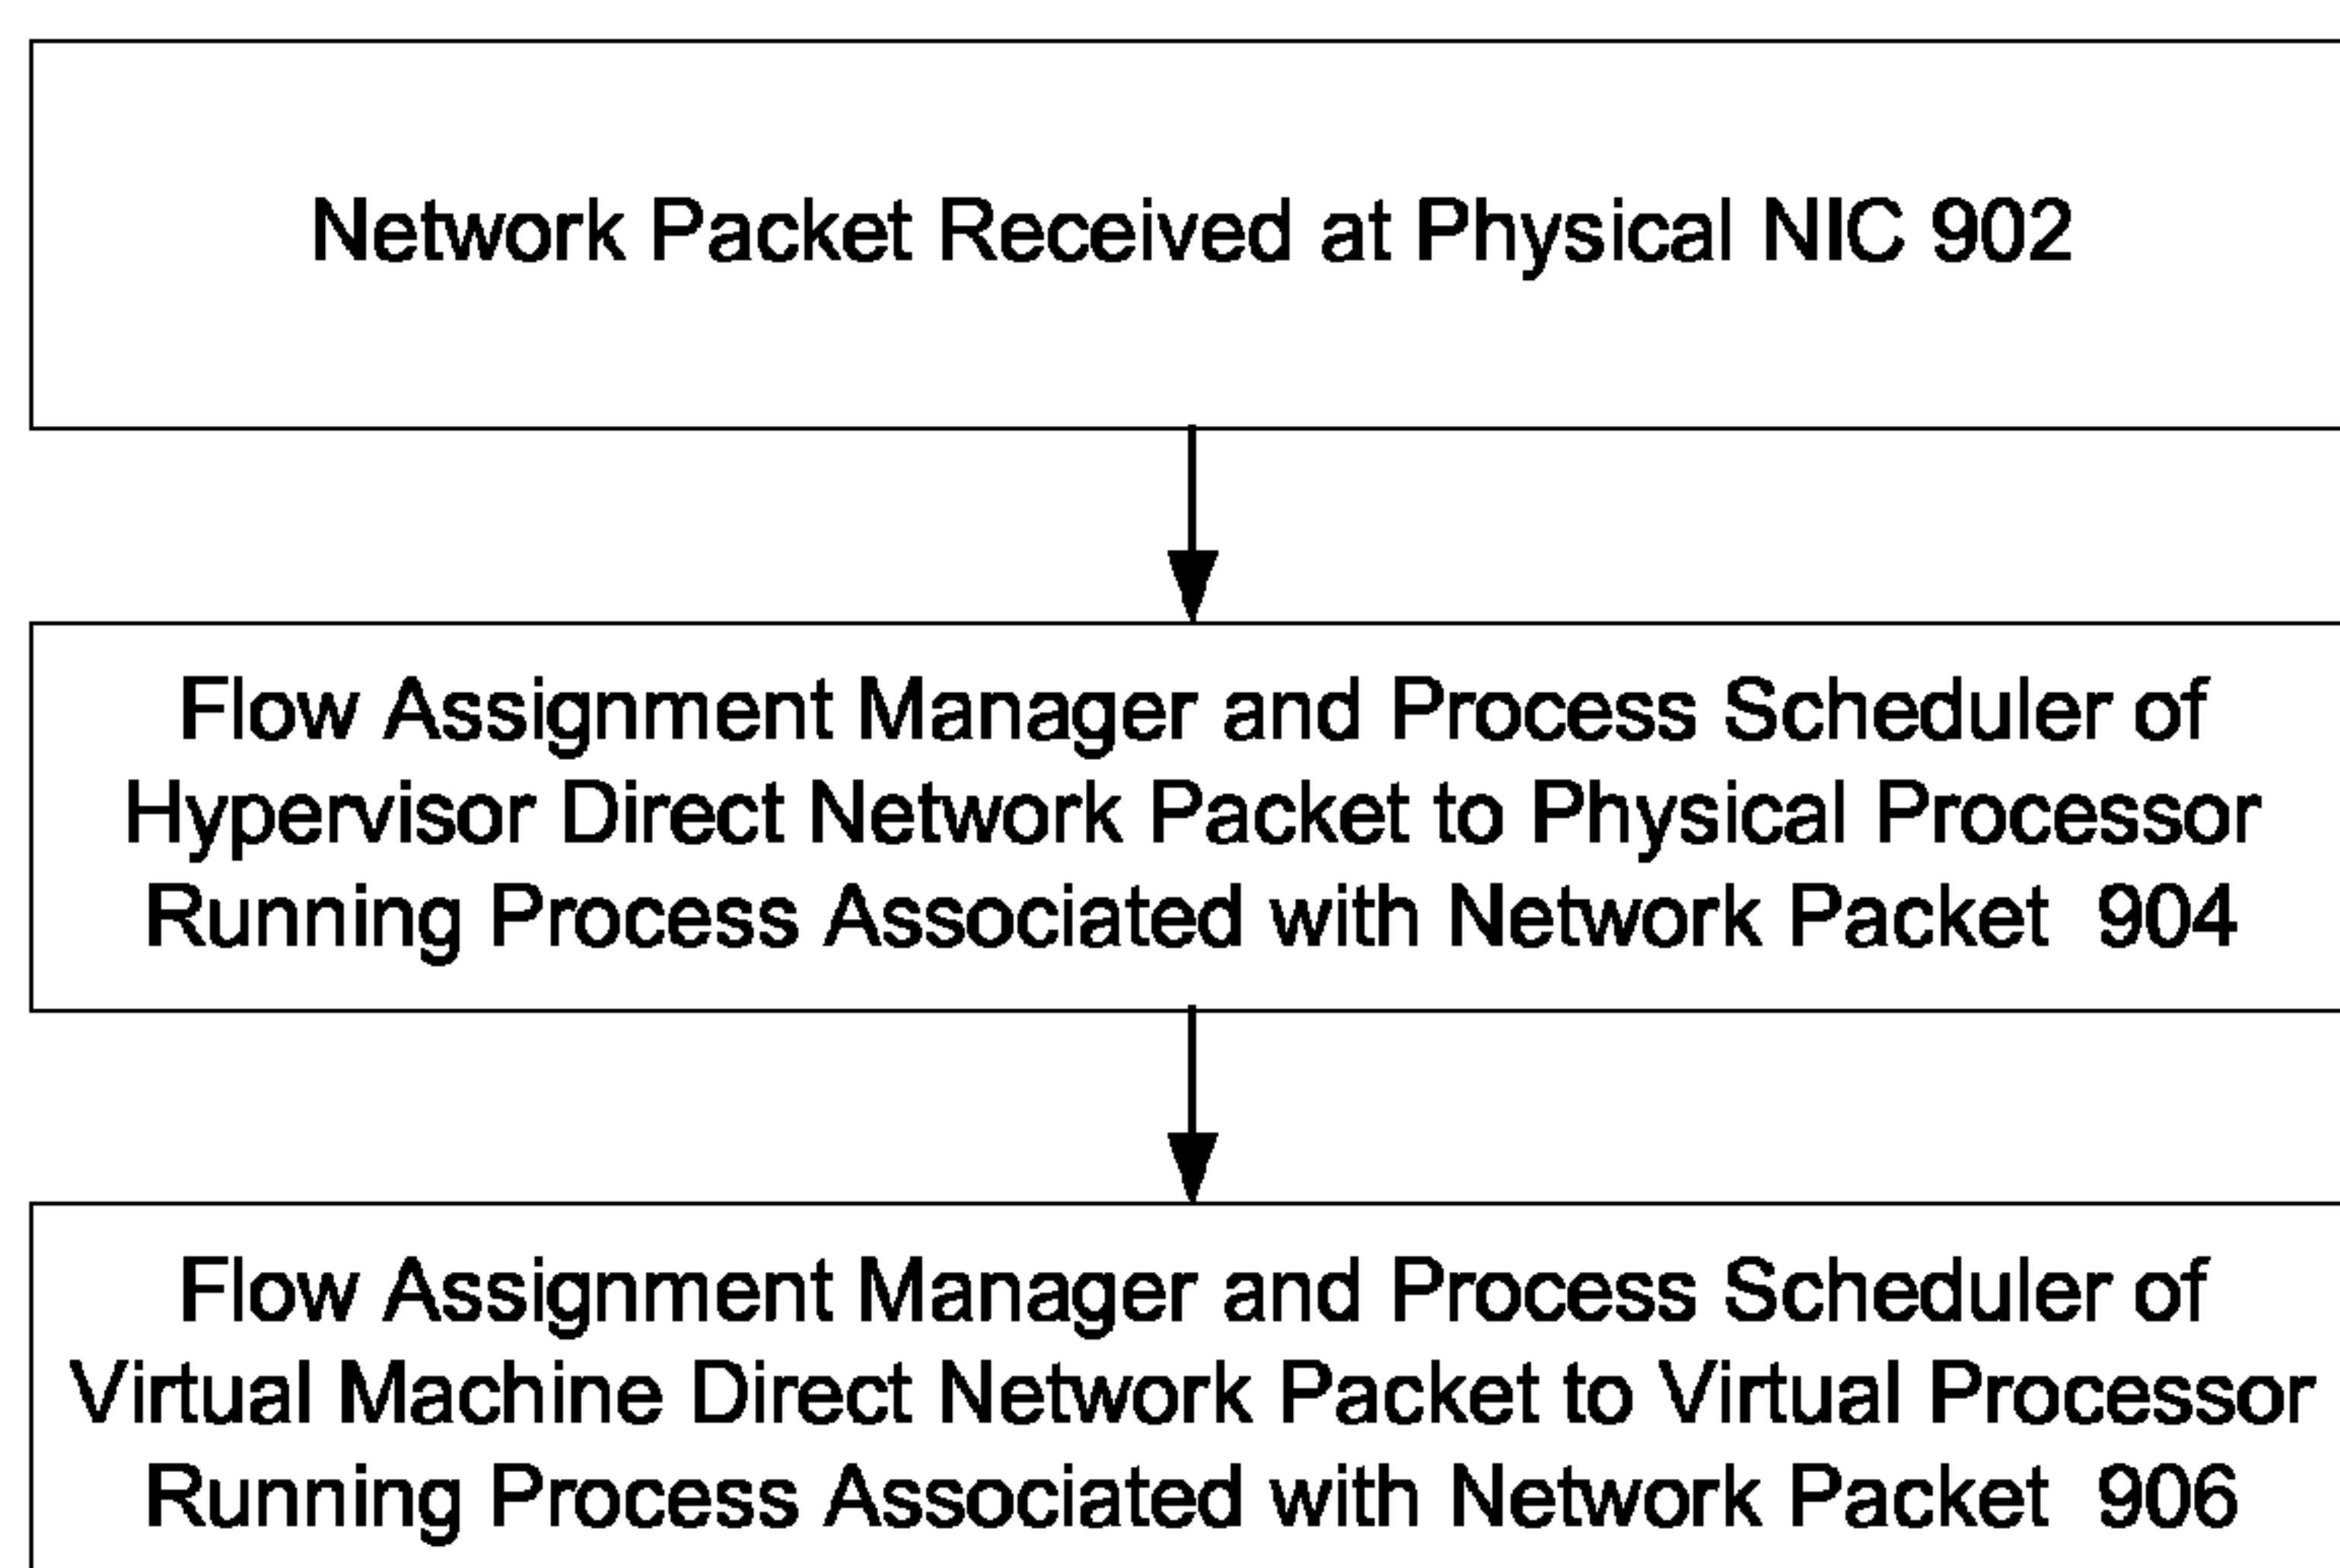 Network Packet Received at Physical NIC 902
Flow Assignment Manager and Process Scheduler of
Hypervisor Direct Network Packet to Physical Processor
Running Process Associated with Network Packet 904
Flow Assignment Manager and Process Scheduler of
Virtual Machine Direct Network Packet to Virtual Processor
Running Process Associated with Network Packet 906